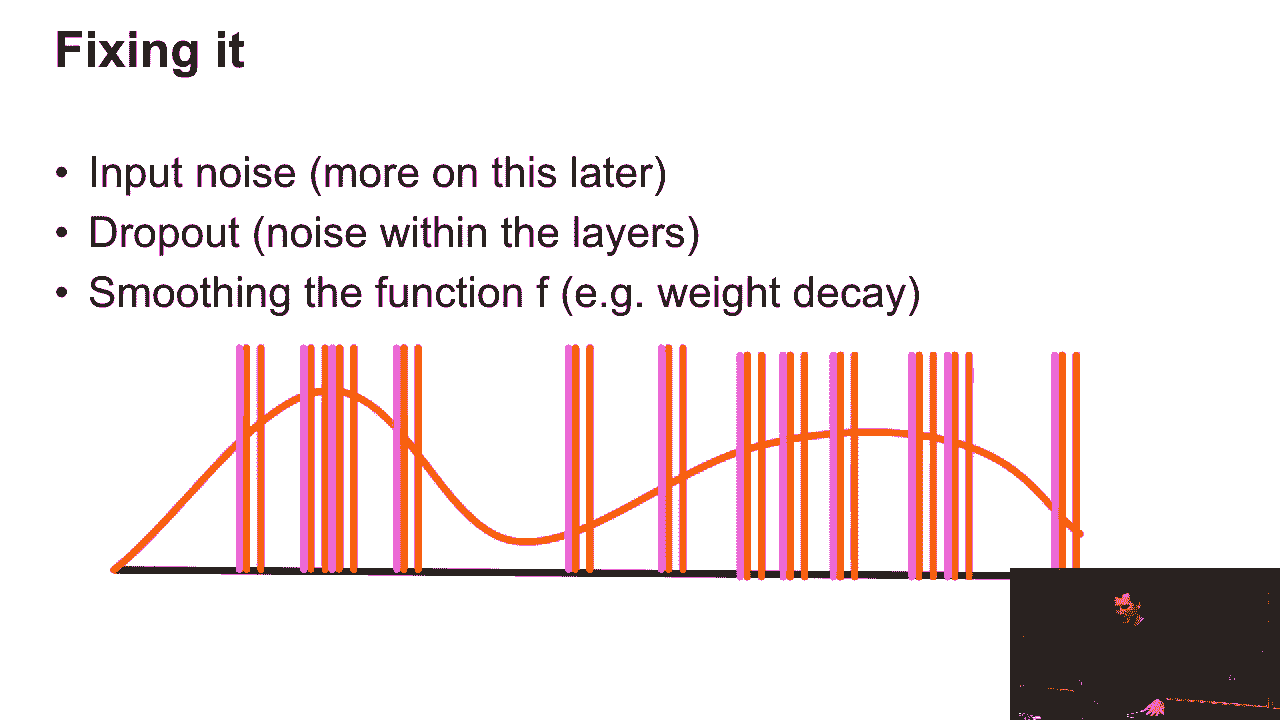 Fixing it
• Input noise (more on this later)
• Dropout (noise within the layers)
• Smoothing the function f (e.g. weight decay)